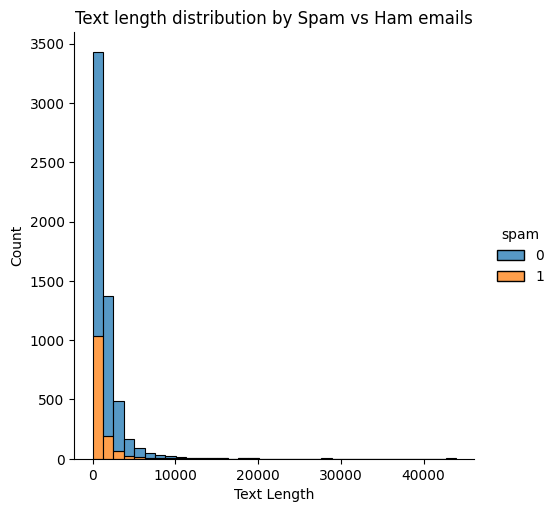 Text length distribution by Spam vs Ham emails
3500
3000
2500
2000
1500
1000
500
0
Count
0 10000 20000 30000 40000
Text Length
spam
0
1